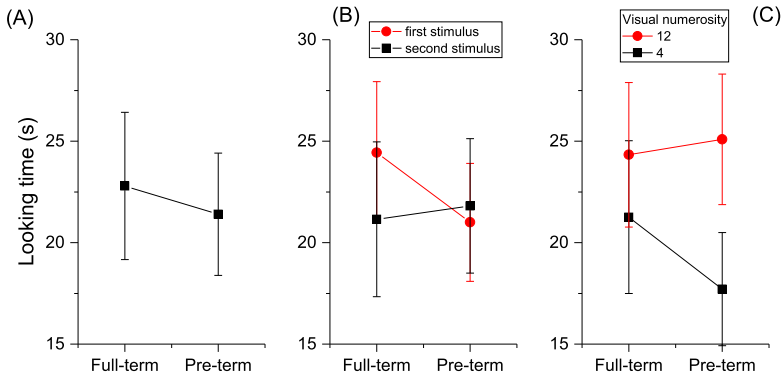 (A)
(B)
(C)
first stimulus
second stimulus
Visual numerosity
12
4
Looking time (s)
30
25
20
15
Full-term
Pre-term
30
25
20
15
Full-term
Pre-term
30
25
20
15
Full-term
Pre-term